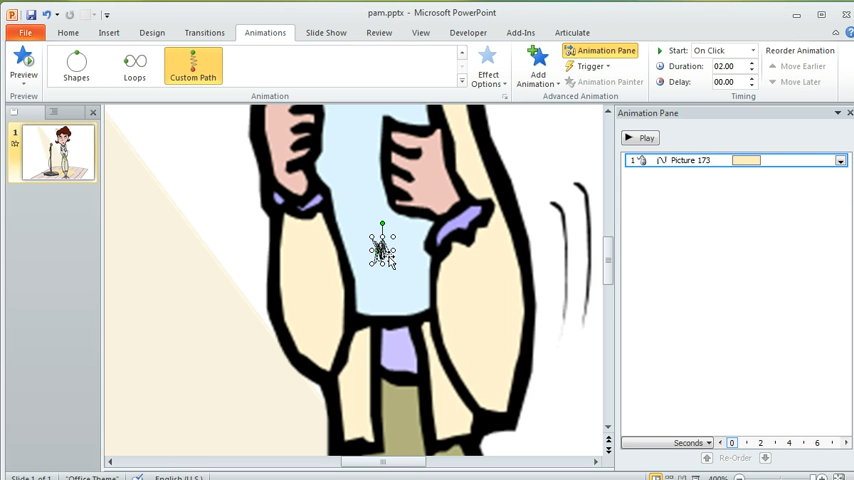 pam.pptx - Microsoft PowerPoint
File Home Insert Design Transitions Animations Slide Show Review View Developer Add-Ins Articulate
Preview Shapes Loops Custom Path Effect Options Add Animation Animation Pane Start: On Click Reorder Animation
Trigger Duration: 02.00 Move Earlier
Animation Painter Delay: 00.00 Move Later
Preview Animation Advanced Animation Timing
Animation Pane
Play
1 Picture 173
1
Seconds 0 2 4 6
Re-Order
Slide 1 of 1 "Office Theme" English (U.S.) 400%